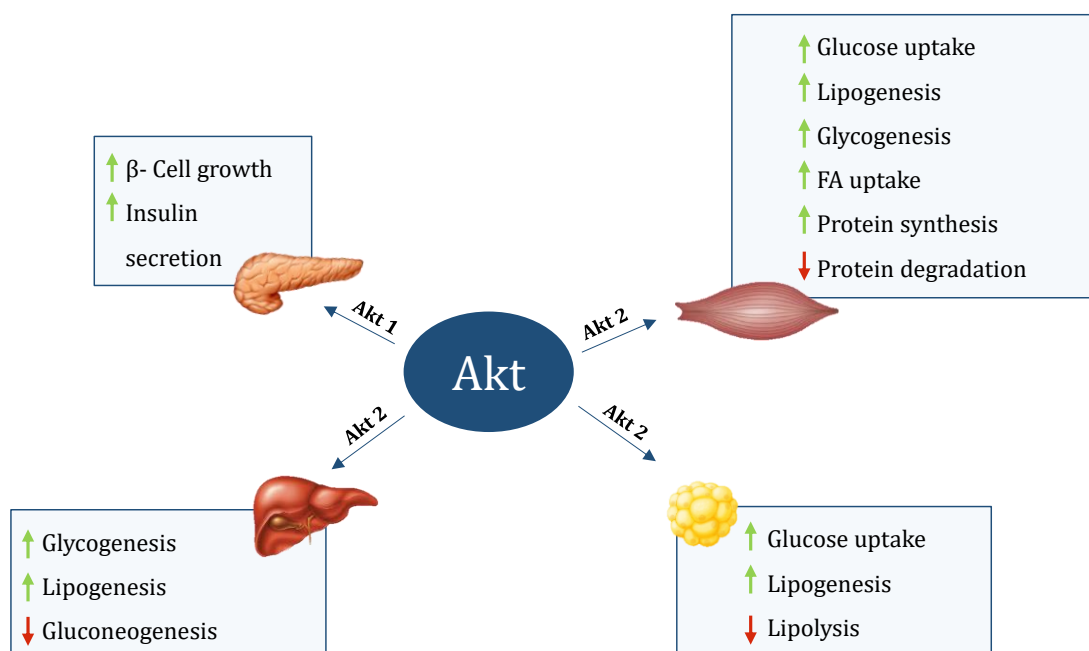 Glucose uptake
Lipogenesis
Glycogenesis
FA uptake
Protein synthesis
Protein degradation
β- Cell growth
Insulin
secretion
Akt 1
Akt 2
Akt
Akt 2
Akt 2
Glycogenesis
Lipogenesis
Gluconeogenesis
Glucose uptake
Lipogenesis
Lipolysis